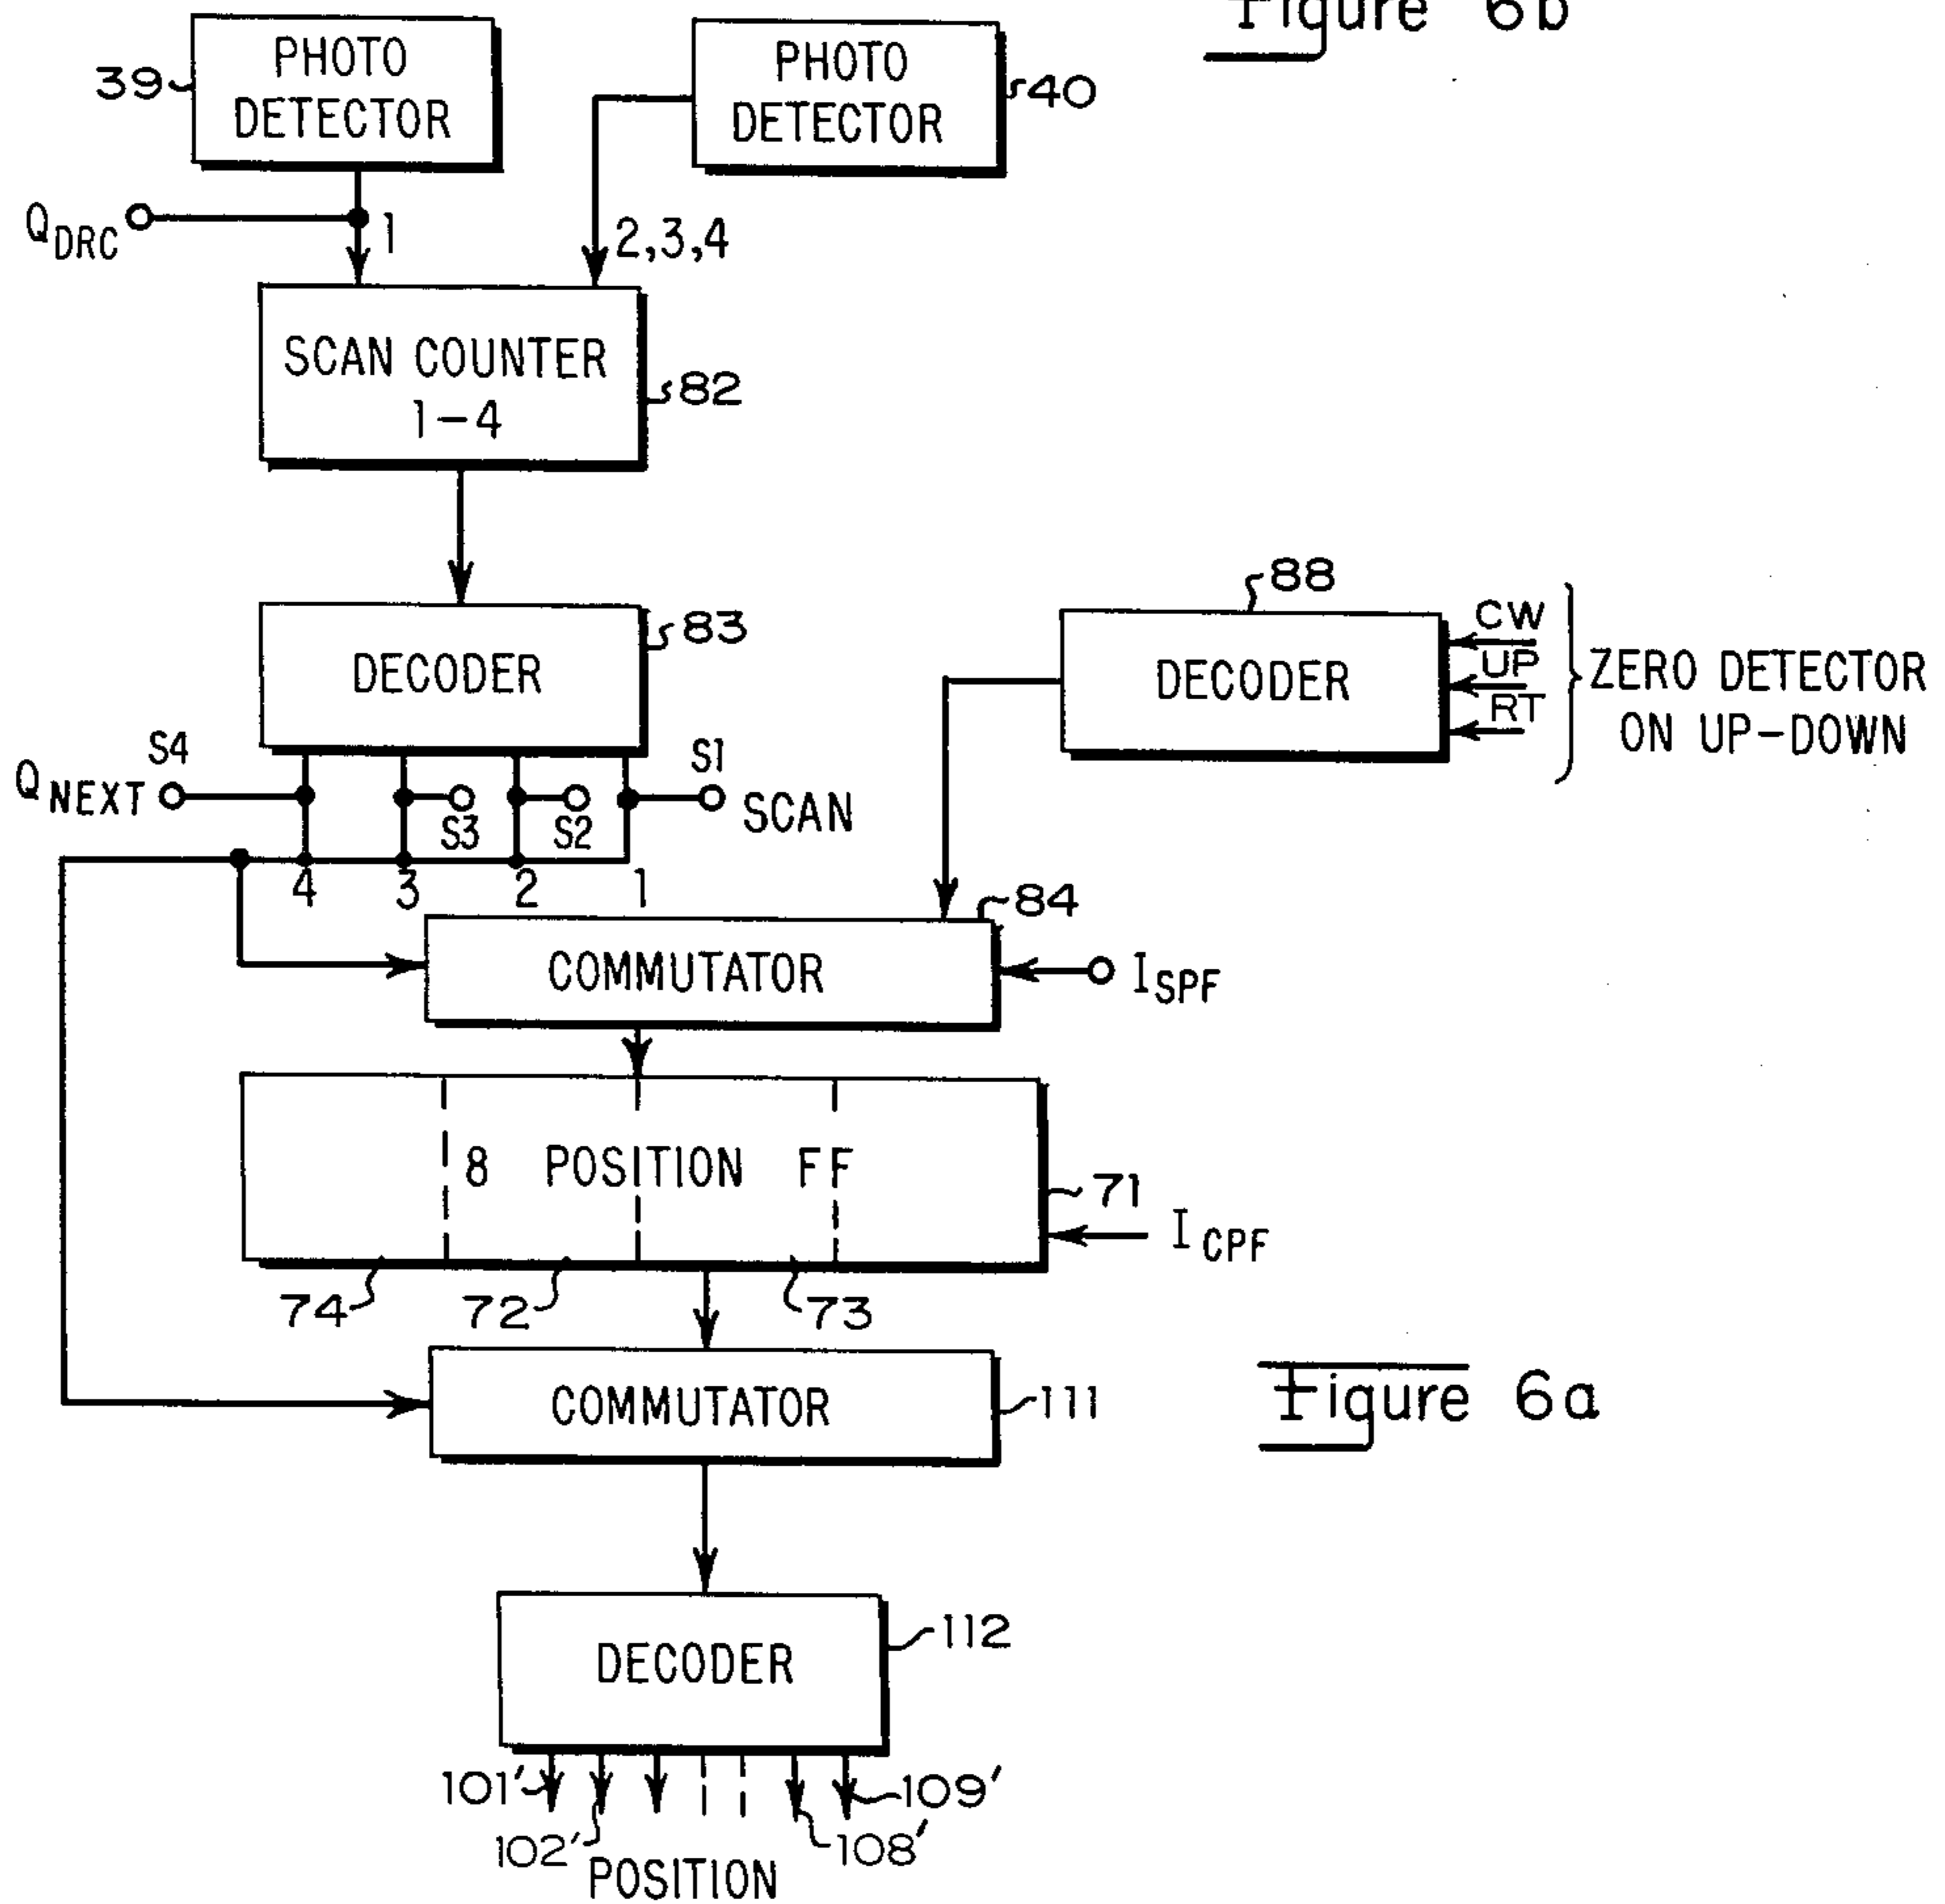 Figure 6b
PHOTO
DETECTOR
39
PHOTO
DETECTOR
40
QDRC
1
2,3,4
SCAN COUNTER
1-4
82
DECODER
83
88
DECODER
CW
UP
RT
ZERO DETECTOR
ON UP-DOWN
S4
QNEXT
S3
S2
S1
SCAN
4
3
2
1
84
COMMUTATOR
ISPF
8 POSITION FF
71
ICPF
74
72
73
COMMUTATOR
111
Figure 6a
DECODER
112
101'
102'
108'
109'
POSITION